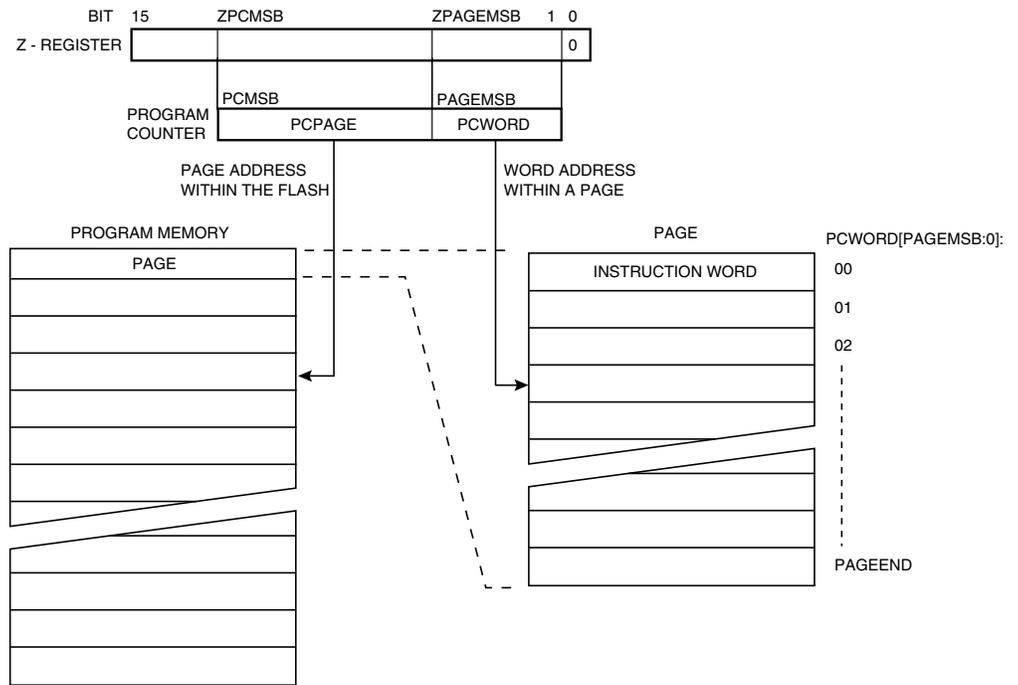 BIT 15 ZPCMSB ZPAGEMSB 1 0
Z - REGISTER 0
PCMSB PAGEMSB
PROGRAM
COUNTER
PCPAGE PCWORD
PAGE ADDRESS
WITHIN THE FLASH
WORD ADDRESS
WITHIN A PAGE
PROGRAM MEMORY
PAGE
PAGE
INSTRUCTION WORD
PCWORD[PAGEMSB:0]:
00
01
02
PAGEEND